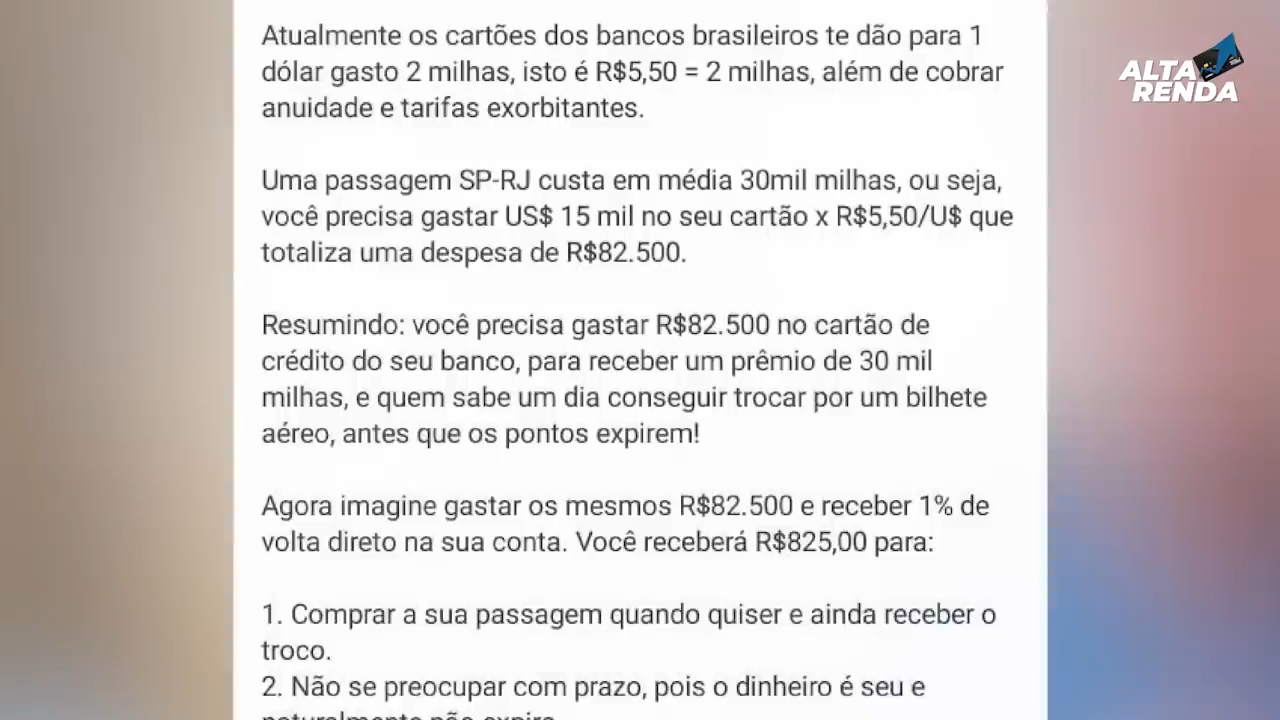 Atualmente os cartões dos bancos brasileiros te dão para 1
dólar gasto 2 milhas, isto é R$5,50 = 2 milhas, além de cobrar
anuidade e tarifas exorbitantes.
Uma passagem SP-RJ custa em média 30mil milhas, ou seja,
você precisa gastar US$ 15 mil no seu cartão x R$5,50/U$ que
totaliza uma despesa de R$82.500.
Resumindo: você precisa gastar R$82.500 no cartão de
crédito do seu banco, para receber um prêmio de 30 mil
milhas, e quem sabe um dia conseguir trocar por um bilhete
aéreo, antes que os pontos expirem!
Agora imagine gastar os mesmos R$82.500 e receber 1% de
volta direto na sua conta. Você receberá R$825,00 para:
1. Comprar a sua passagem quando quiser e ainda receber o
troco.
2. Não se preocupar com prazo, pois o dinheiro é seu e
ALTA
RENDA